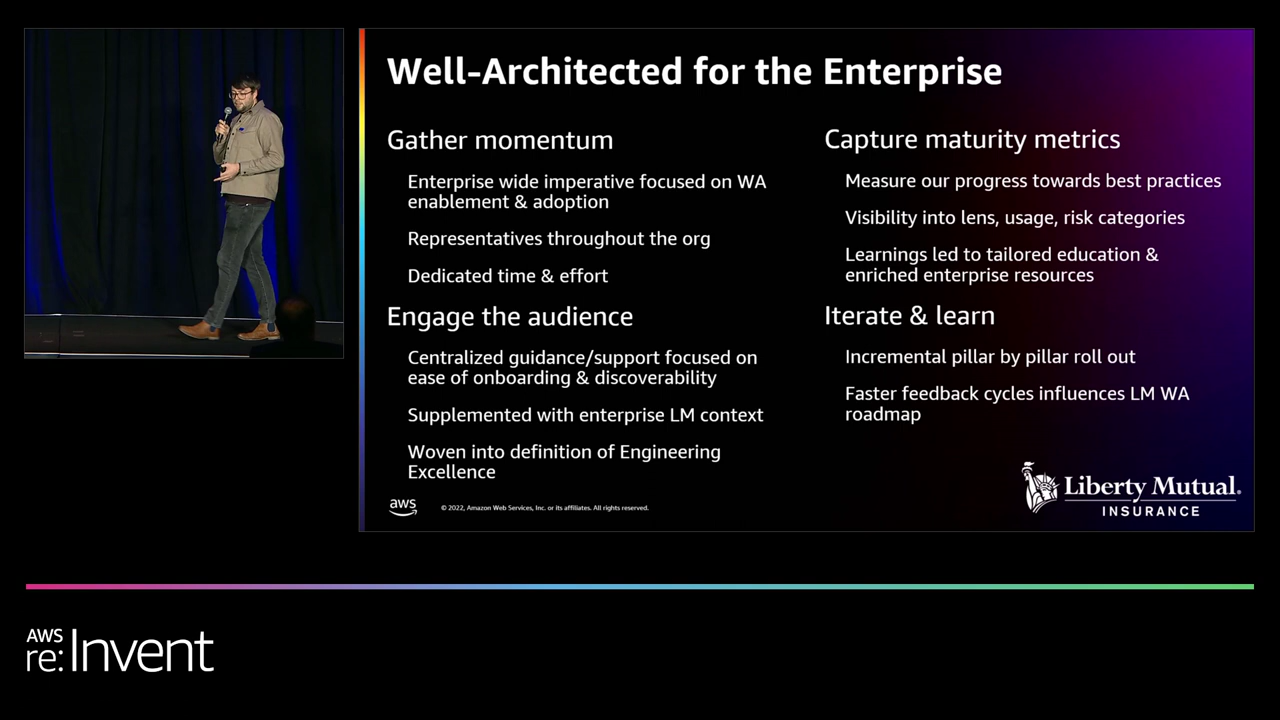 Well-Architected for the Enterprise
Gather momentum
Enterprise wide imperative focused on WA
enablement & adoption
Representatives throughout the org
Dedicated time & effort
Engage the audience
Centralized guidance/support focused on
ease of onboarding & discoverability
Supplemented with enterprise LM context
Woven into definition of Engineering
Excellence
Capture maturity metrics
Measure our progress towards best practices
Visibility into lens, usage, risk categories
Learnings led to tailored education &
enriched enterprise resources
Iterate & learn
Incremental pillar by pillar roll out
Faster feedback cycles influences LM WA
roadmap
aws
© 2022, Amazon Web Services, Inc. or its affiliates. All rights reserved.
Liberty Mutual®
INSURANCE
AWS
re:Invent